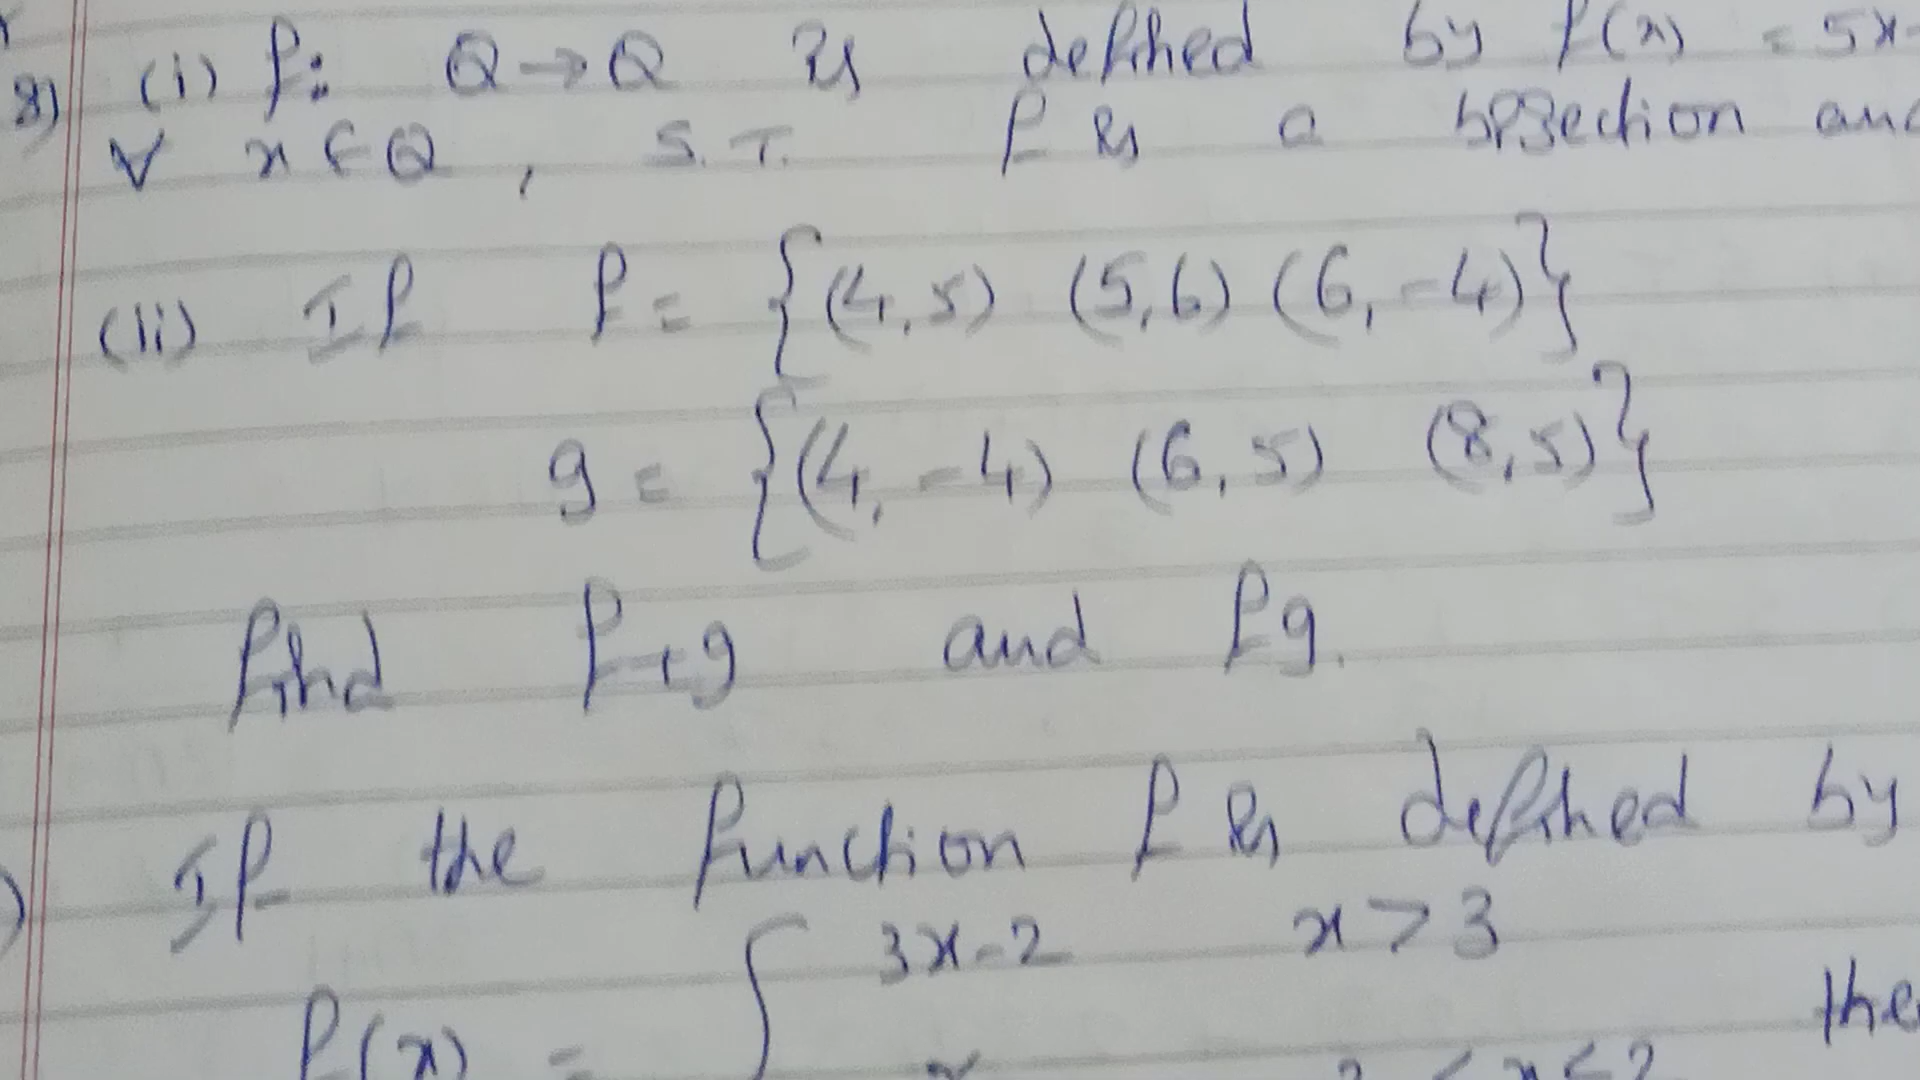 8) (i) f: Q → Q is defined by f(x) = 5x
∀ x ∈ Q, S.T. f is a bijection and
(ii) If f = {(4,5) (5,6) (6,-4)}
g = {(4,-4) (6,5) (8,5)}
find f+g and fg.
) If the function f is defined by
3x-2 x > 3
f(x) = { the